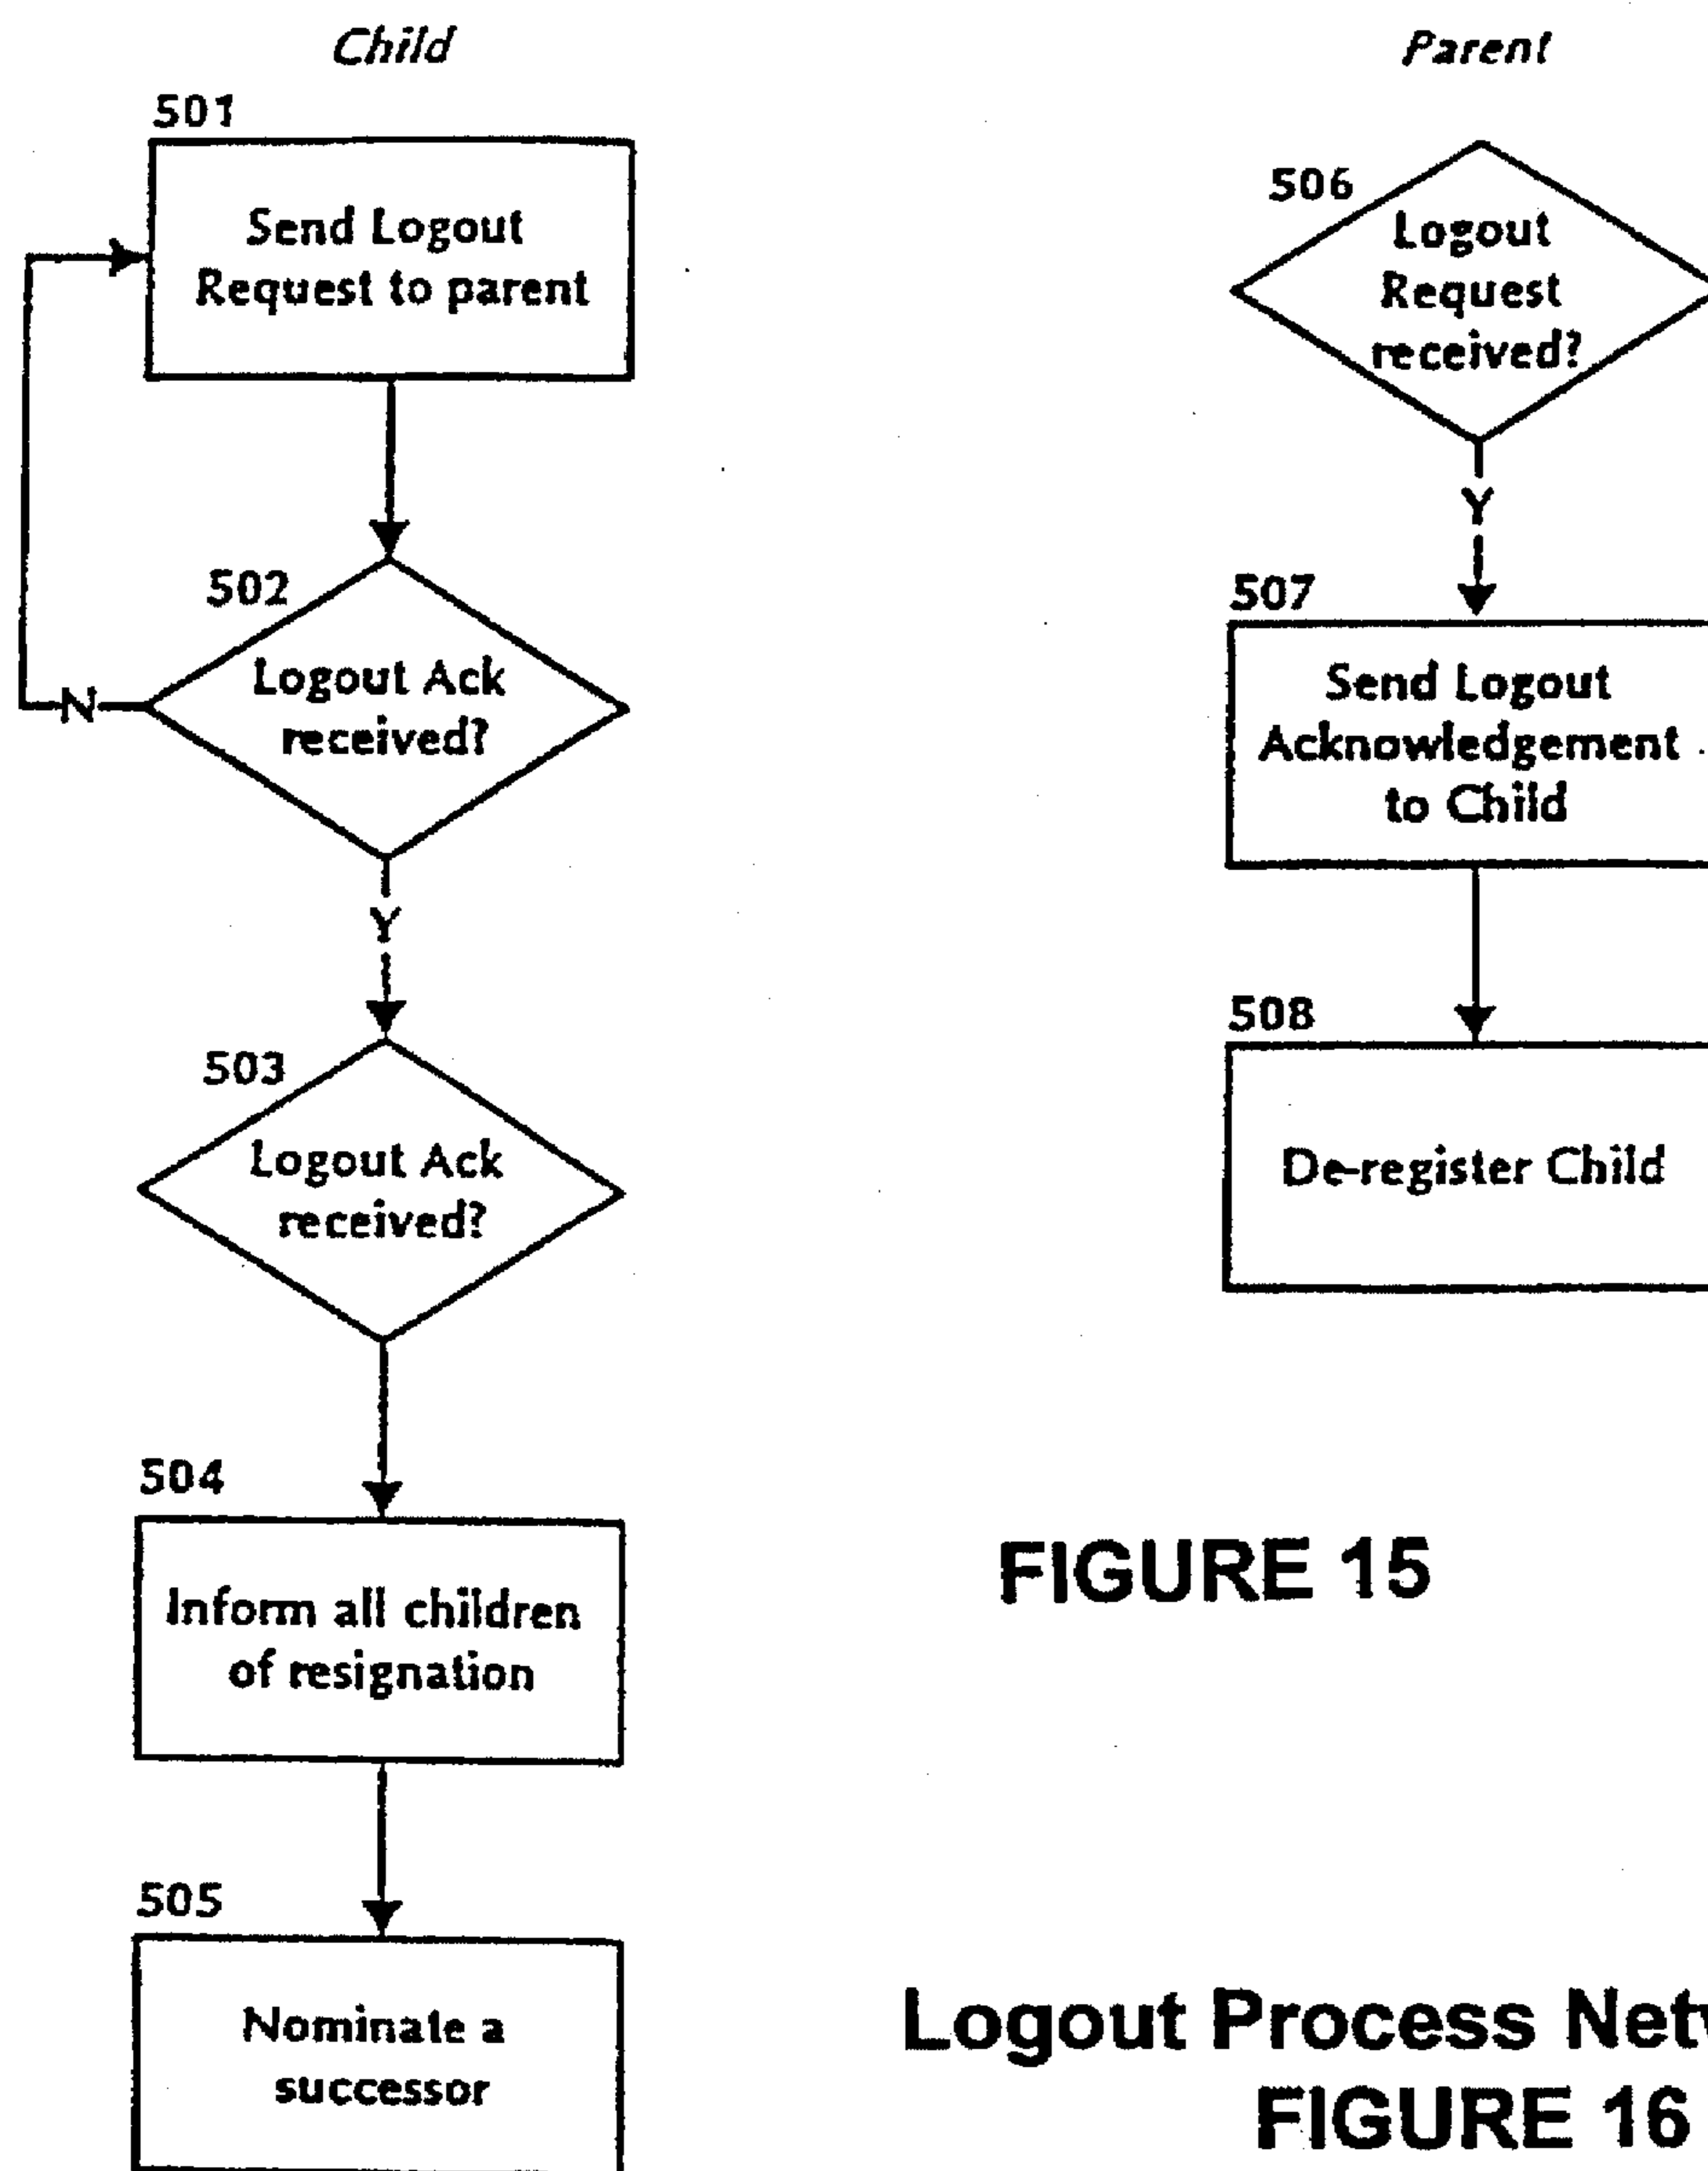 Child
501
Send Logout
Request to parent
502
Logout Ack
received?
N
Y
503
Logout Ack
received?
504
Inform all children
of resignation
505
Nominate a
successor
Parent
506
Logout
Request
received?
Y
507
Send Logout
Acknowledgement
to Child
508
De-register Child
FIGURE 15
Logout Process
FIGURE 16